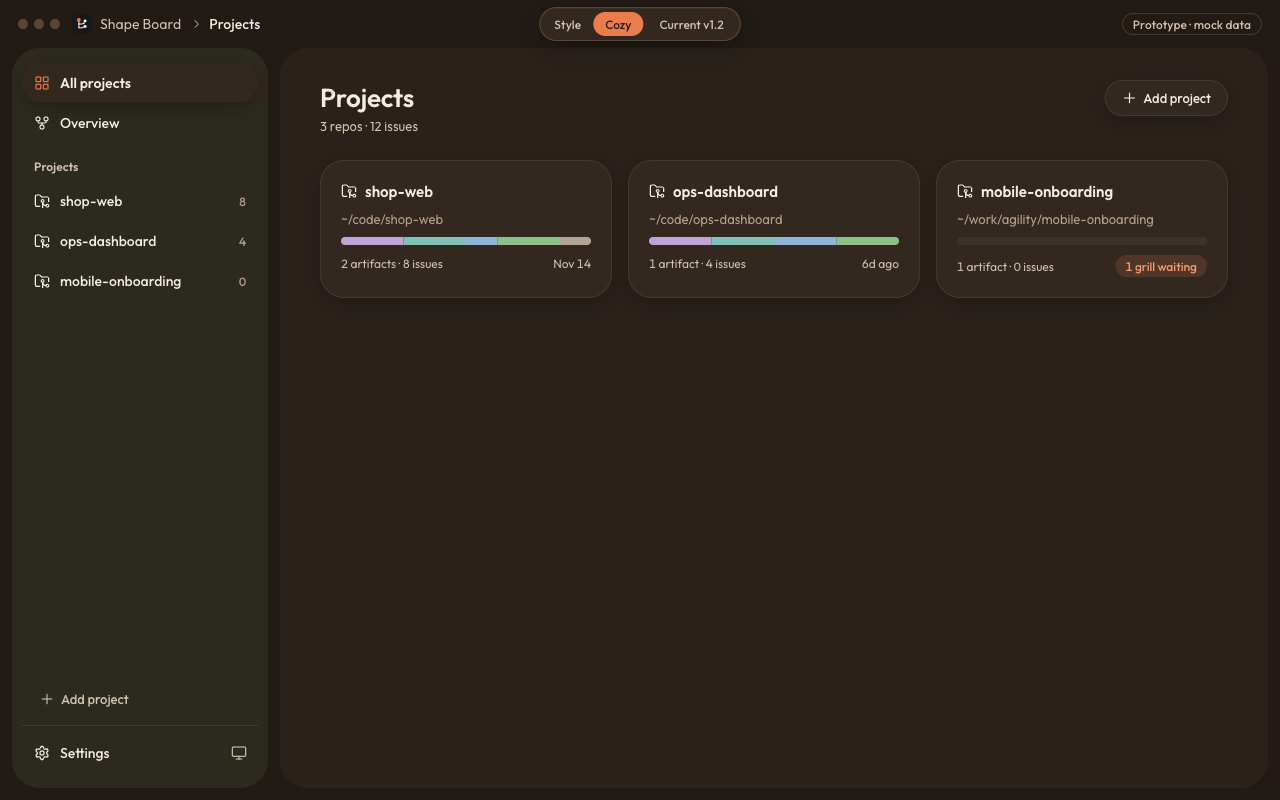 Shape Board > Projects
Style Cozy Current v1.2
Prototype · mock data
All projects
Overview
Projects
shop-web 8
ops-dashboard 4
mobile-onboarding 0
Add project
Settings
Projects
3 repos · 12 issues
Add project
shop-web
~/code/shop-web
2 artifacts · 8 issues Nov 14
ops-dashboard
~/code/ops-dashboard
1 artifact · 4 issues 6d ago
mobile-onboarding
~/work/agility/mobile-onboarding
1 artifact · 0 issues 1 grill waiting